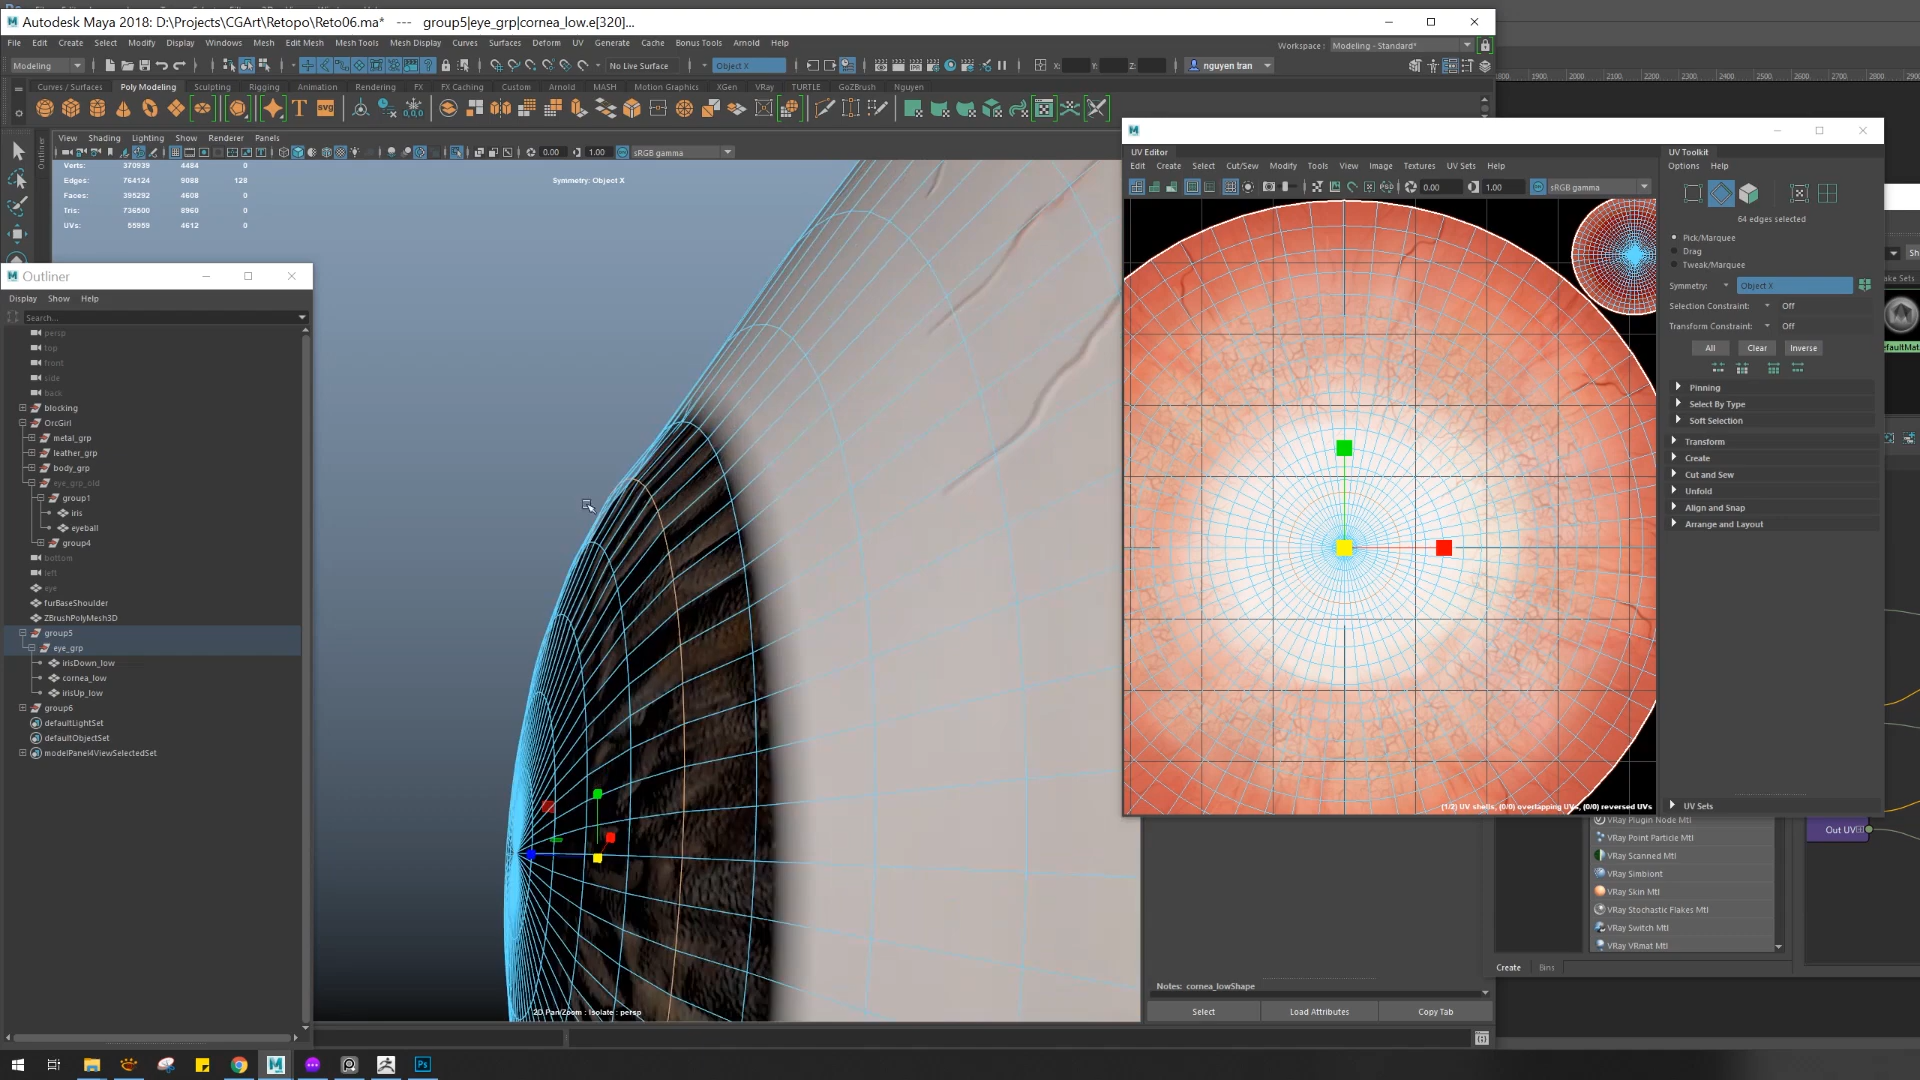 Autodesk Maya 2018: D:\Projects\CGArt\Retopo\Reto06.ma* --- group5|eye_grp|cornea_low.e[320]...
File Edit Create Select Modify Display Windows Mesh Edit Mesh Mesh Tools Mesh Display Curves Surfaces Deform UV Generate Cache Bonus Tools Arnold Help
Workspace : Modeling - Standard*
Modeling
No Live Surface
Object X
X:
Y:
Z:
nguyen tran
Curves / Surfaces Poly Modeling Sculpting Rigging Animation Rendering FX FX Caching Custom Arnold MASH Motion Graphics XGen VRay TURTLE GoZBrush Nguyen
View Shading Lighting Show Renderer Panels
0.00 1.00 sRGB gamma
Verts: 370939 4484 0
Edges: 764124 9088 128
Faces: 395292 4608 0
Tris: 736500 8960 0
UVs: 55959 4612 0
Symmetry: Object X
Outliner
Display Show Help
Search...
persp
top
front
side
back
blocking
OrcGirl
metal_grp
leather_grp
body_grp
eye_grp_old
group1
iris
eyeball
group4
bottom
left
eye
furBaseShoulder
ZBrushPolyMesh3D
group5
eye_grp
irisDown_low
cornea_low
irisUp_low
group6
defaultLightSet
defaultObjectSet
modelPanel4ViewSelectedSet
2D Pan/Zoom : Isolate : persp
UV Editor
Edit Create Select Cut/Sew Modify Tools View Image Textures UV Sets Help
0.00 1.00 sRGB gamma
(1/2) UV shells, (0/0) overlapping UVs, (0/0) reversed UVs
UV Toolkit
Options Help
64 edges selected
Pick/Marquee
Drag
Tweak/Marquee
Symmetry: Object X
Selection Constraint: Off
Transform Constraint: Off
All Clear Inverse
Pinning
Select By Type
Soft Selection
Transform
Create
Cut and Sew
Unfold
Align and Snap
Arrange and Layout
UV Sets
VRay Plugin Node Mtl
VRay Point Particle Mtl
VRay Scanned Mtl
VRay Simbiont
VRay Skin Mtl
VRay Stochastic Flakes Mtl
VRay Switch Mtl
VRay VRmat Mtl
Create Bins
Out UV
Notes: cornea_lowShape
Select Load Attributes Copy Tab
1900 2000 2100 2200 2300 2400 2500 2600 2700 2800
Ps